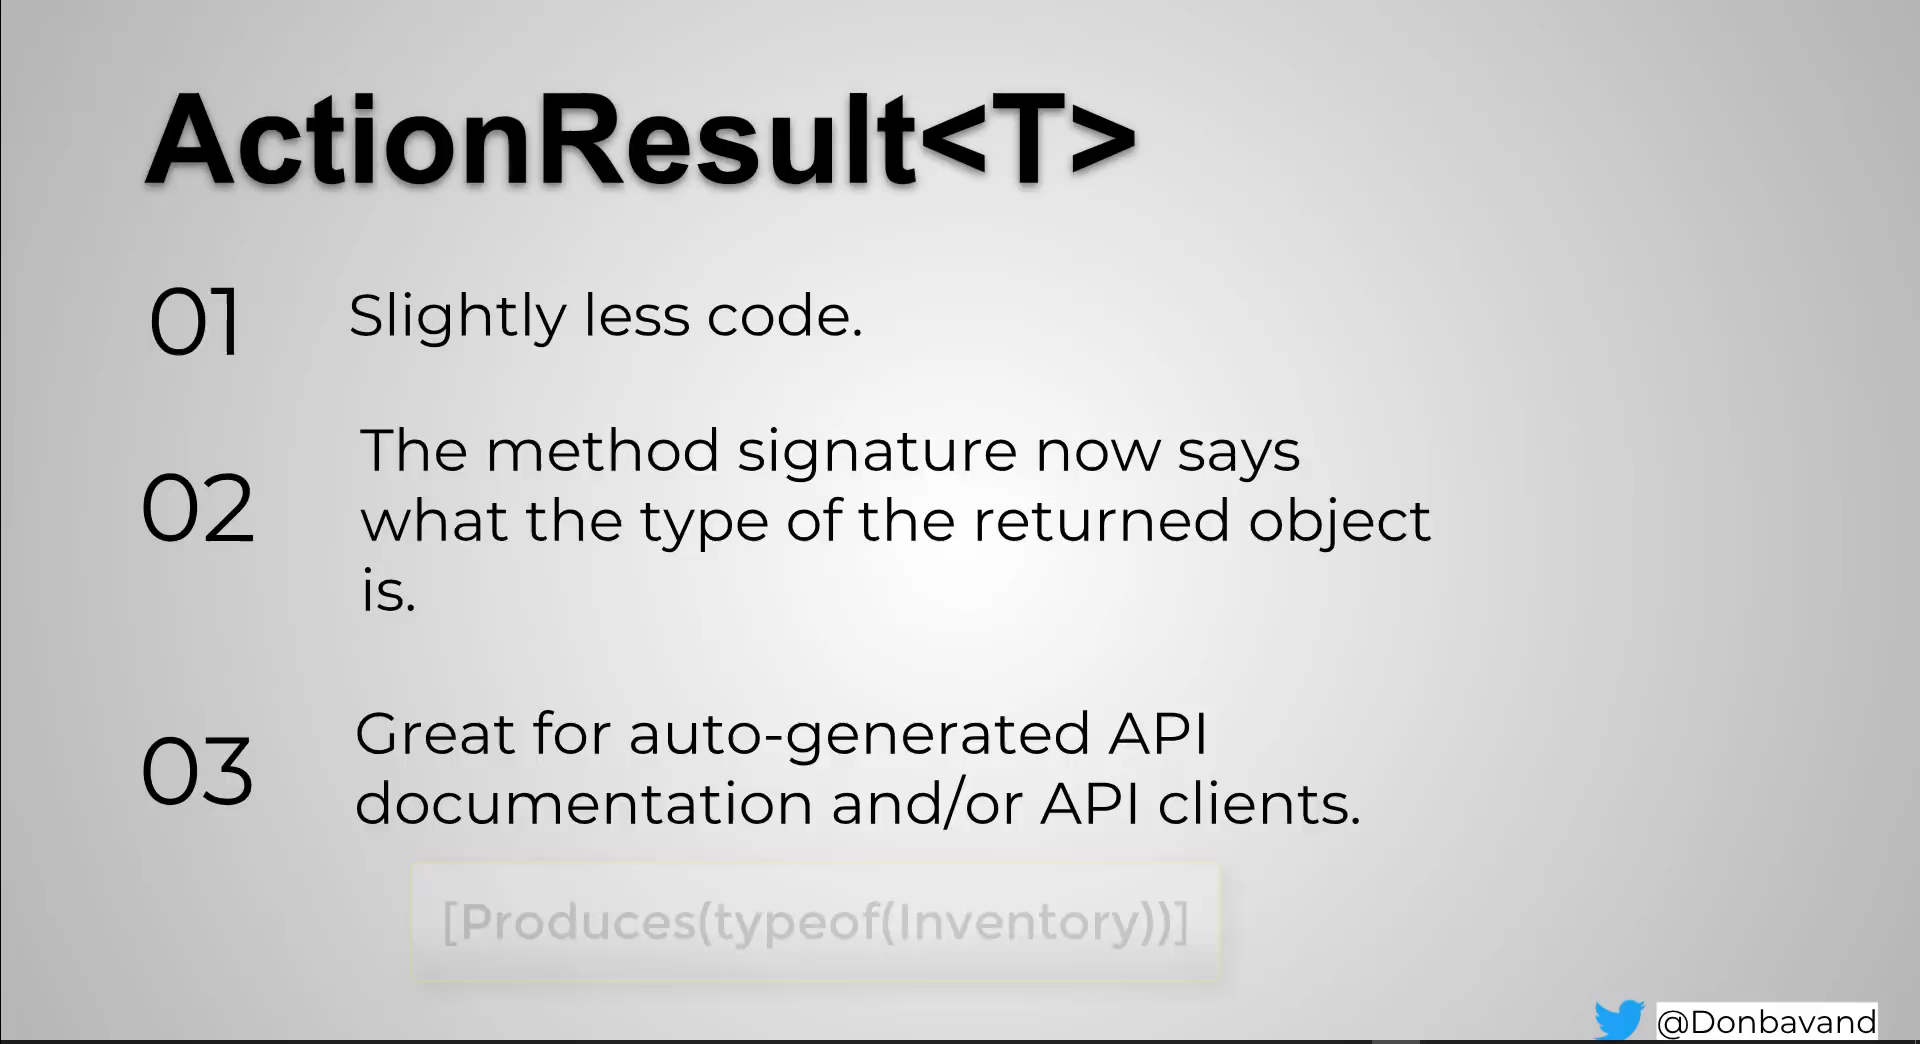 ActionResult<T>
01
Slightly less code.
02
The method signature now says
what the type of the returned object
is.
03
Great for auto-generated API
documentation and/or API clients.
[Produces(typeof(Inventory))]
@Donbavand